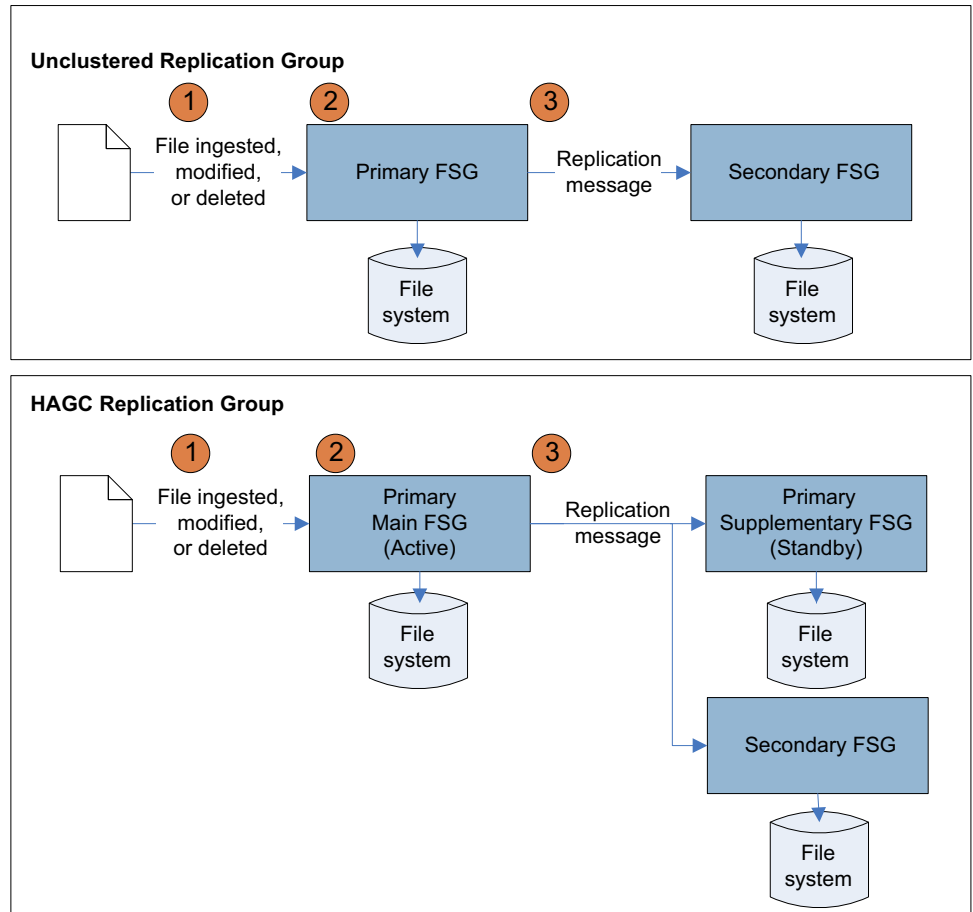 Unclustered Replication Group
1
2
3
File ingested,
modified,
or deleted
Primary FSG
Replication
message
Secondary FSG
File
system
File
system
HAGC Replication Group
1
2
3
File ingested,
modified,
or deleted
Primary
Main FSG
(Active)
Replication
message
Primary
Supplementary FSG
(Standby)
File
system
File
system
Secondary FSG
File
system